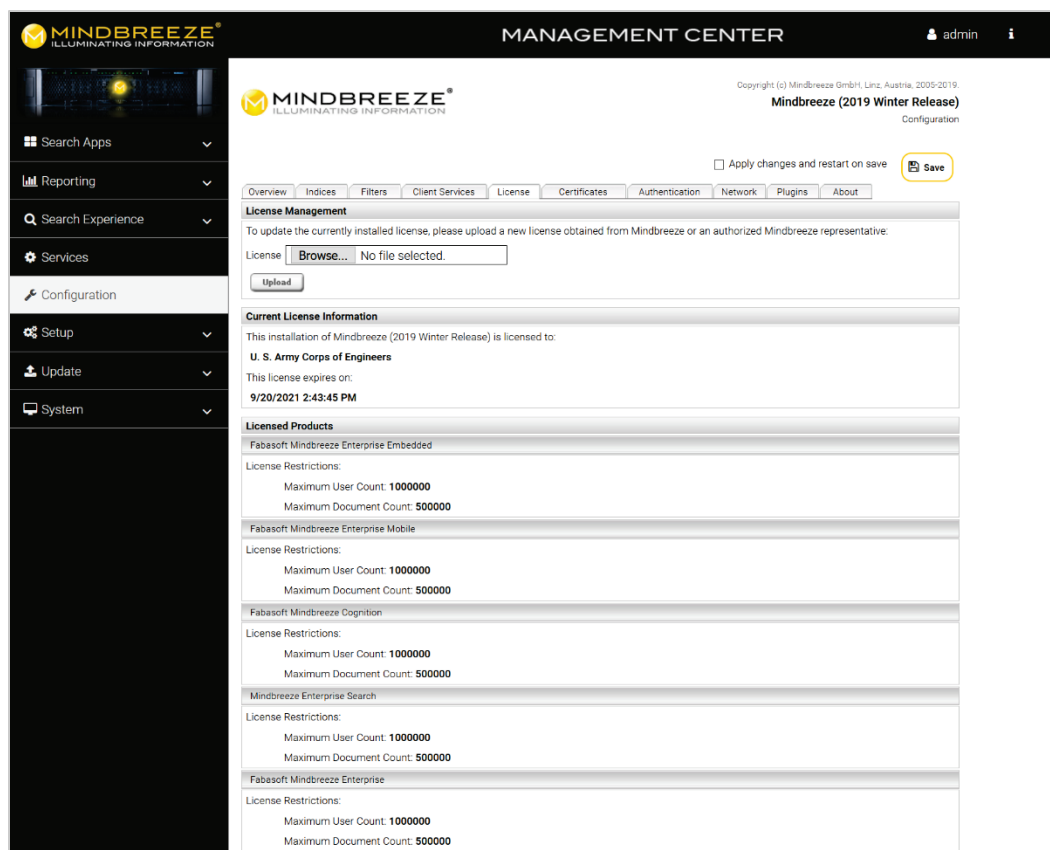 MINDBREEZE®
ILLUMINATING INFORMATION
MANAGEMENT CENTER
admin
i
Search Apps
Reporting
Search Experience
Services
Configuration
Setup
Update
System
MINDBREEZE®
ILLUMINATING INFORMATION
Copyright (c) Mindbreeze GmbH, Linz, Austria, 2005-2019.
Mindbreeze (2019 Winter Release)
Configuration
Apply changes and restart on save
Save
Overview Indices Filters Client Services License Certificates Authentication Network Plugins About
License Management
To update the currently installed license, please upload a new license obtained from Mindbreeze or an authorized Mindbreeze representative:
License Browse... No file selected.
Upload
Current License Information
This installation of Mindbreeze (2019 Winter Release) is licensed to:
U. S. Army Corps of Engineers
This license expires on:
9/20/2021 2:43:45 PM
Licensed Products
Fabasoft Mindbreeze Enterprise Embedded
License Restrictions:
Maximum User Count: 1000000
Maximum Document Count: 500000
Fabasoft Mindbreeze Enterprise Mobile
License Restrictions:
Maximum User Count: 1000000
Maximum Document Count: 500000
Fabasoft Mindbreeze Cognition
License Restrictions:
Maximum User Count: 1000000
Maximum Document Count: 500000
Mindbreeze Enterprise Search
License Restrictions:
Maximum User Count: 1000000
Maximum Document Count: 500000
Fabasoft Mindbreeze Enterprise
License Restrictions:
Maximum User Count: 1000000
Maximum Document Count: 500000